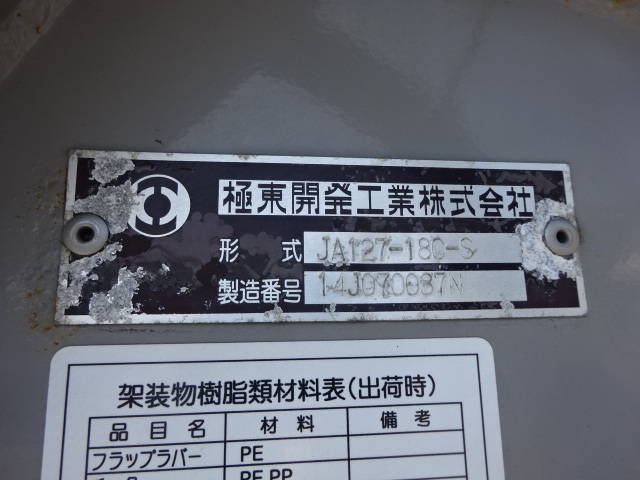 極東開発工業株式会社
形式 JA127-180-S
製造番号 14J070087N
架装物樹脂類材料表(出荷時)
品目名 材料 備考
フラップラバー PE
PE,PP